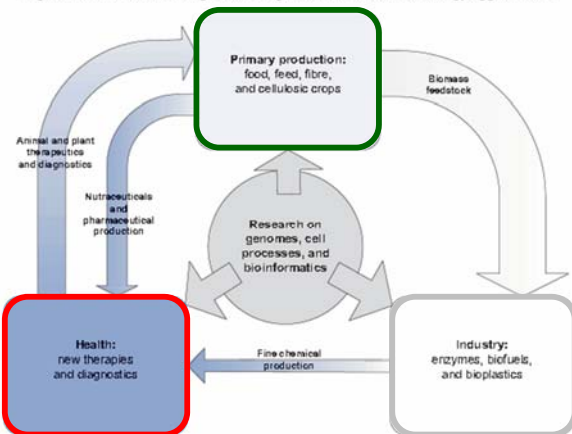 Primary production:
food, feed, fibre,
and cellulosic crops
Biomass
feedstock
Animal and plant
therapeutics
and diagnostics
Nutraceuticals
and
pharmaceutical
production
Research on
genomes, cell
processes, and
bioinformatics
Health:
new therapies
and diagnostics
Fine chemical
production
Industry:
enzymes, biofuels,
and bioplastics